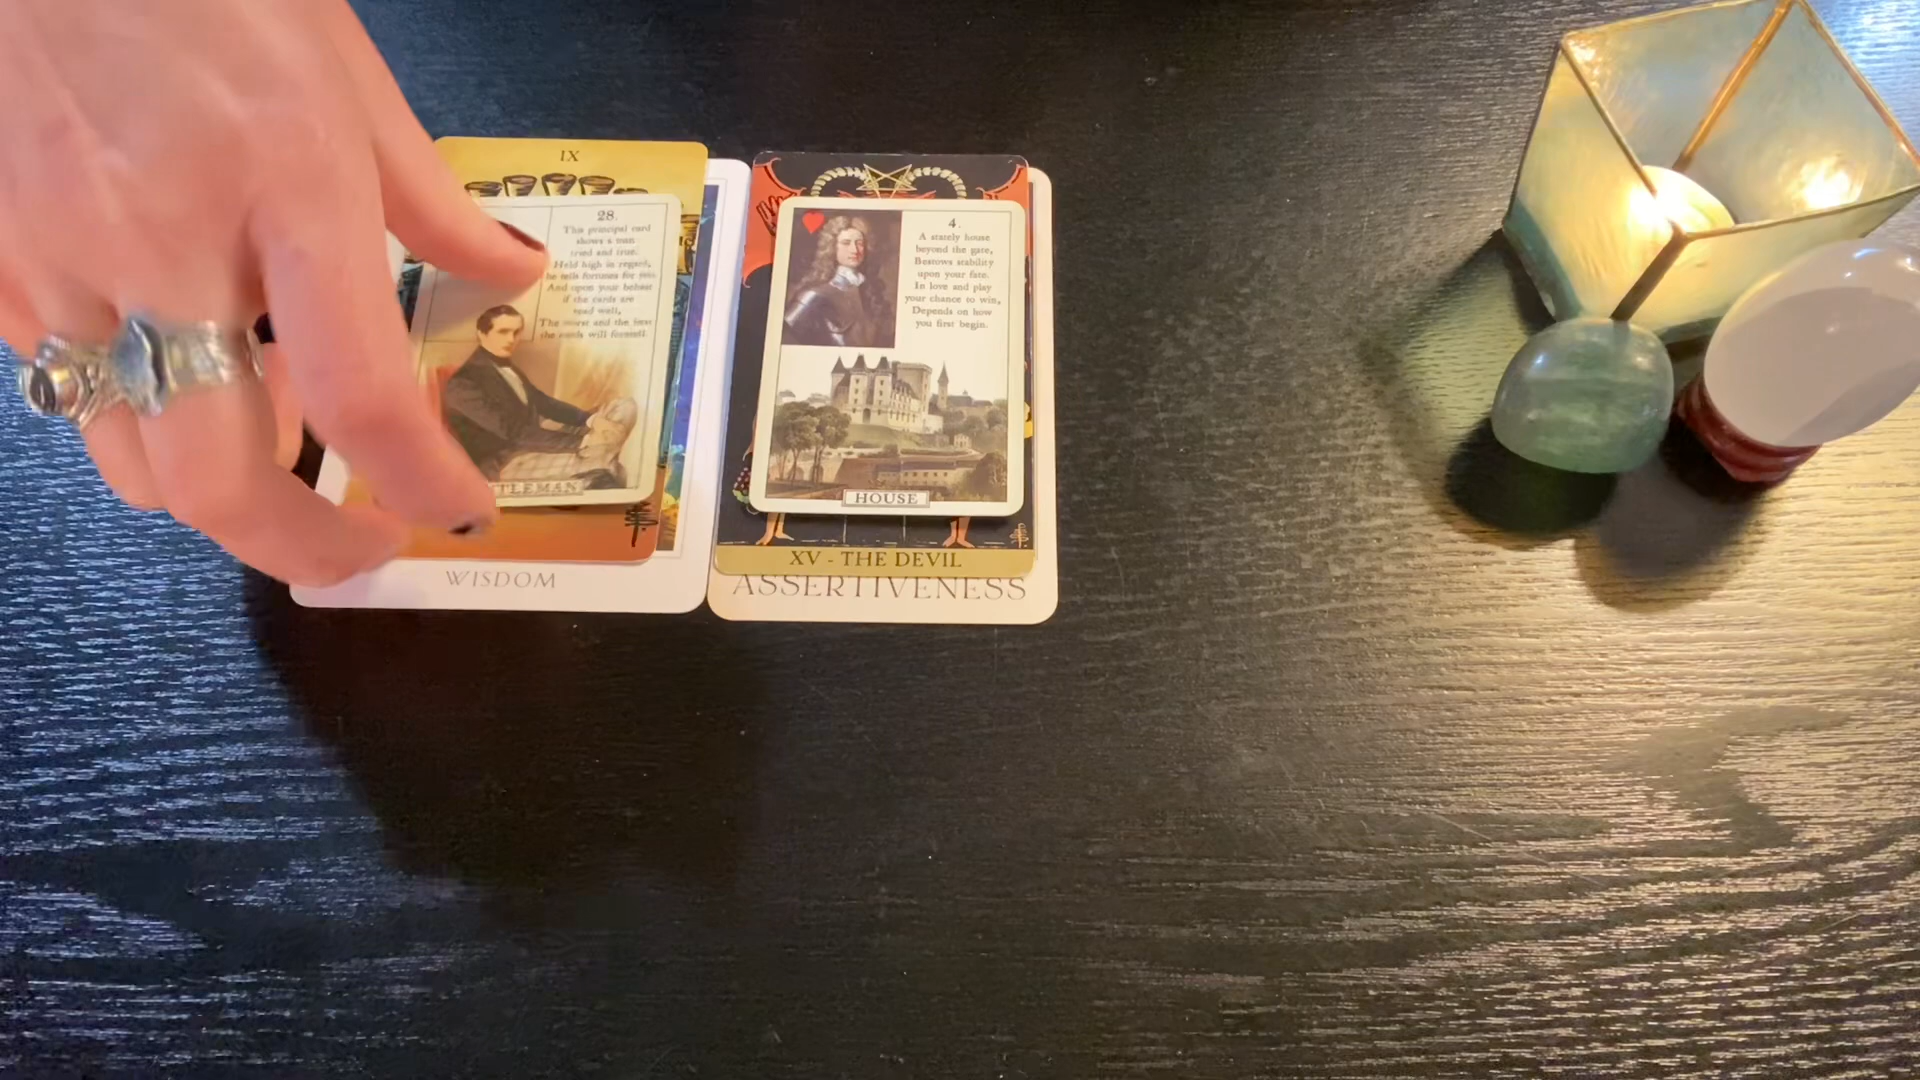 IX
28.
This principal card
shows a man
tried and true.
Held high in regard,
he tells fortunes for you.
And upon your behest
if the cards are
read well,
The worst and the best
the cards will foretell.
TLEMAN
WISDOM
4.
A stately house
beyond the gate,
Bestows stability
upon your fate.
In love and play
your chance to win,
Depends on how
you first begin.
HOUSE
XV - THE DEVIL
ASSERTIVENESS